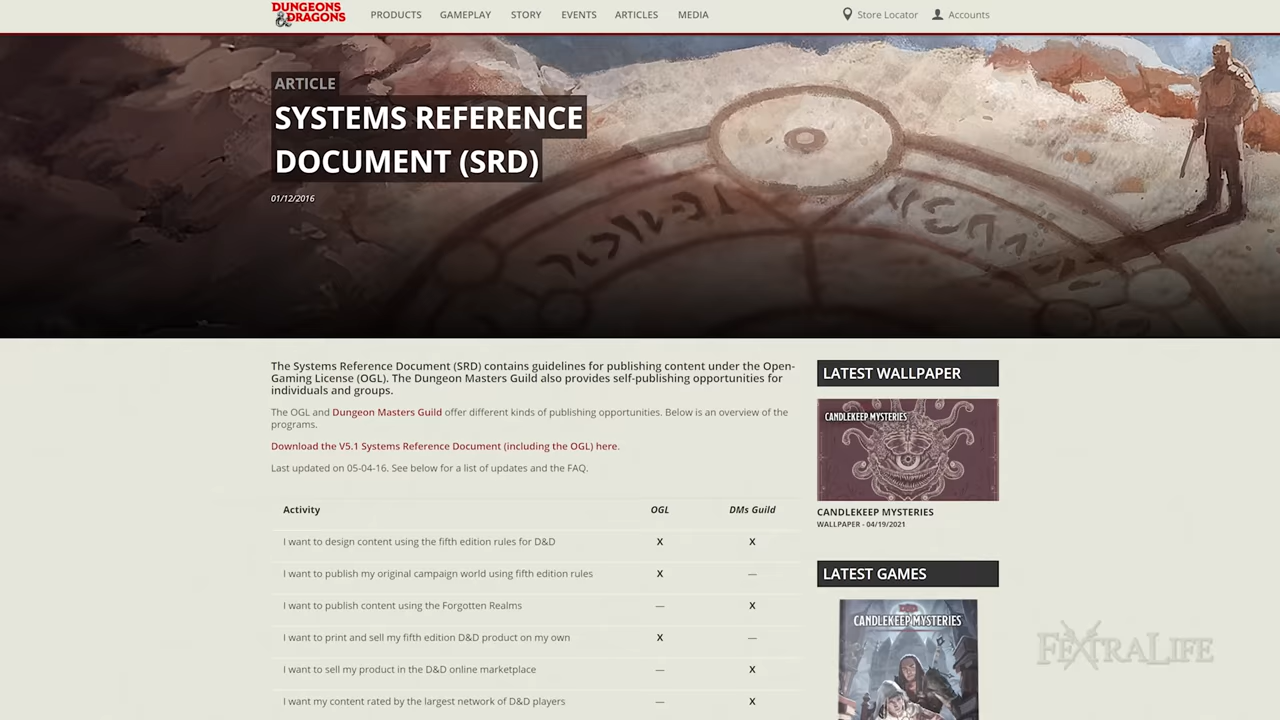 DUNGEONS & DRAGONS
PRODUCTS GAMEPLAY STORY EVENTS ARTICLES MEDIA Store Locator Accounts
ARTICLE
SYSTEMS REFERENCE
DOCUMENT (SRD)
01/12/2016
The Systems Reference Document (SRD) contains guidelines for publishing content under the Open-
Gaming License (OGL). The Dungeon Masters Guild also provides self-publishing opportunities for
individuals and groups.
The OGL and Dungeon Masters Guild offer different kinds of publishing opportunities. Below is an overview of the
programs.
Download the V5.1 Systems Reference Document (including the OGL) here.
Last updated on 05-04-16. See below for a list of updates and the FAQ.
Activity OGL DMs Guild
I want to design content using the fifth edition rules for D&D X X
I want to publish my original campaign world using fifth edition rules X —
I want to publish content using the Forgotten Realms — X
I want to print and sell my fifth edition D&D product on my own X —
I want to sell my product in the D&D online marketplace — X
I want my content rated by the largest network of D&D players — X
LATEST WALLPAPER
CANDLEKEEP MYSTERIES
CANDLEKEEP MYSTERIES
WALLPAPER - 04/19/2021
LATEST GAMES
CANDLEKEEP MYSTERIES
FEXTRALIFE